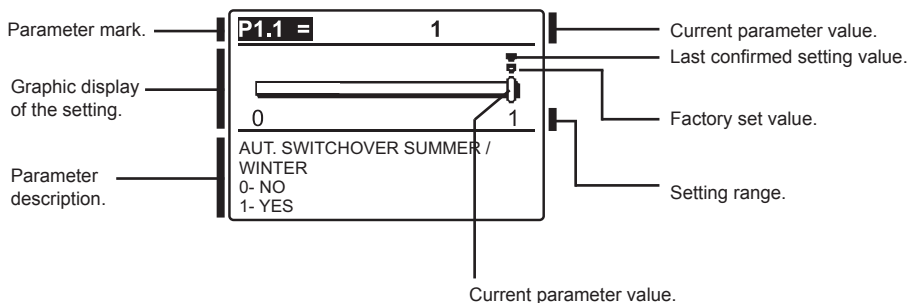 Parameter mark.
P1.1 = 1
Current parameter value.
Last confirmed setting value.
Graphic display
of the setting.
0 1
Factory set value.
AUT. SWITCHOVER SUMMER /
WINTER
0- NO
1- YES
Parameter
description.
Setting range.
Current parameter value.